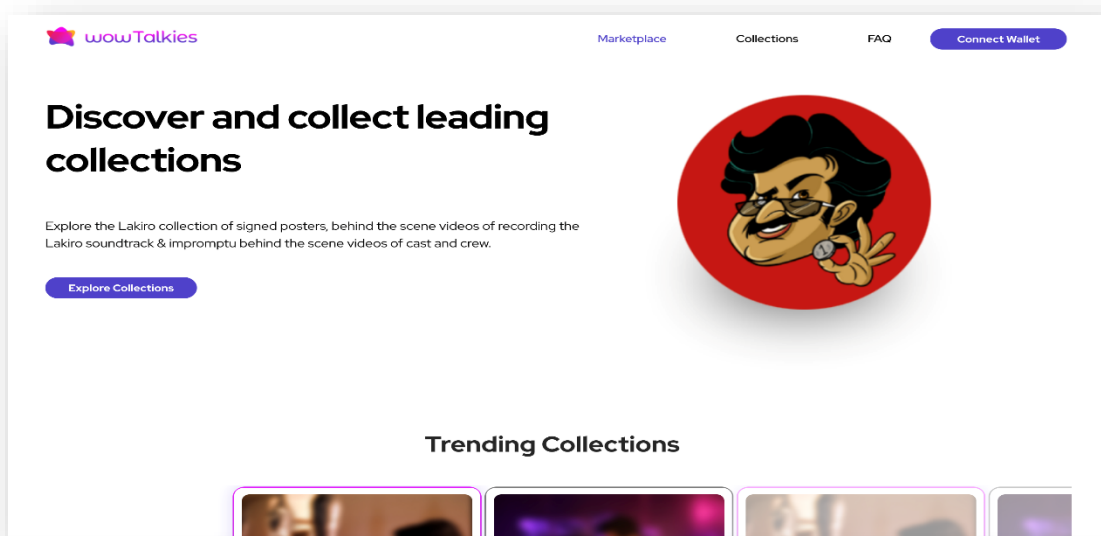 wowTalkies
Marketplace
Collections
FAQ
Connect Wallet
Discover and collect leading
collections
Explore the Lakiro collection of signed posters, behind the scene videos of recording the
Lakiro soundtrack & impromptu behind the scene videos of cast and crew.
Explore Collections
Trending Collections